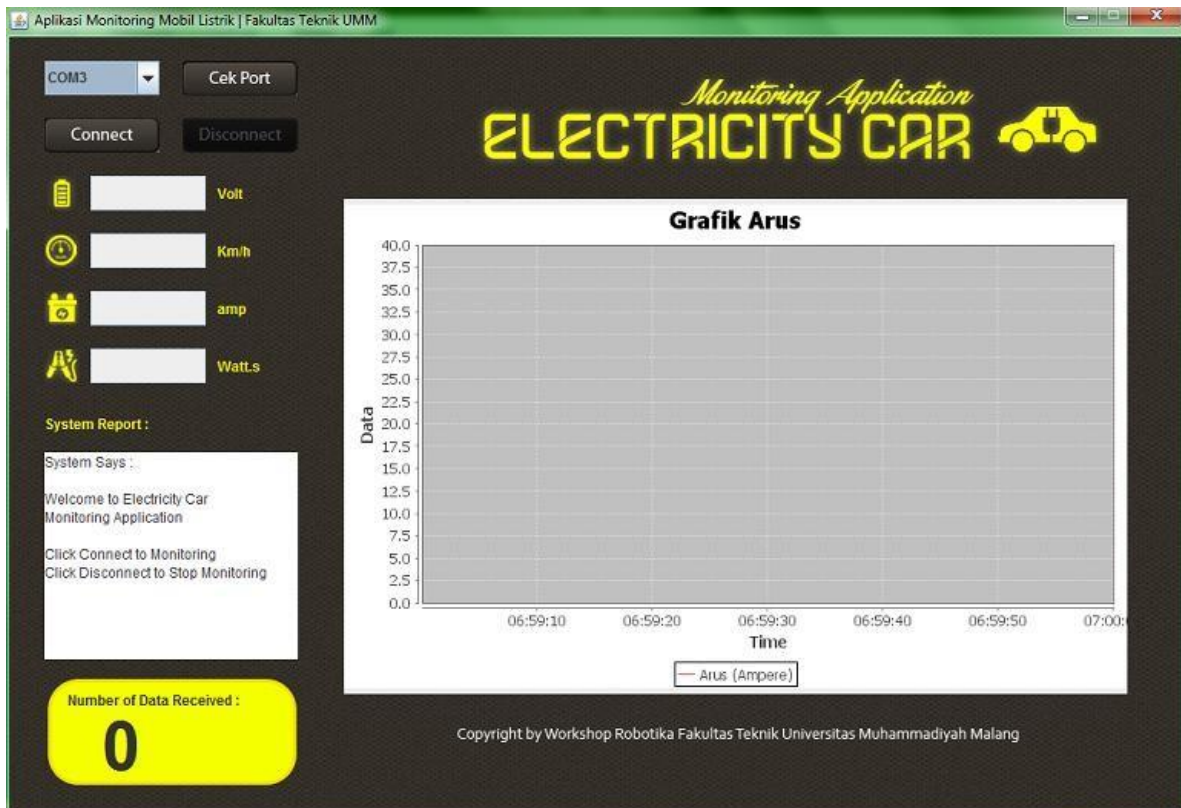 Aplikasi Monitoring Mobil Listrik | Fakultas Teknik UMM
COM3
Cek Port
Connect
Disconnect
Monitoring Application
ELECTRICITY CAR
Volt
Km/h
amp
Watt.s
System Report :
System Says :
Welcome to Electricity Car
Monitoring Application
Click Connect to Monitoring
Click Disconnect to Stop Monitoring
Number of Data Received :
0
Grafik Arus
Data
40.0
37.5
35.0
32.5
30.0
27.5
25.0
22.5
20.0
17.5
15.0
12.5
10.0
7.5
5.0
2.5
0.0
06:59:10 06:59:20 06:59:30 06:59:40 06:59:50 07:00:
Time
Arus (Ampere)
Copyright by Workshop Robotika Fakultas Teknik Universitas Muhammadiyah Malang